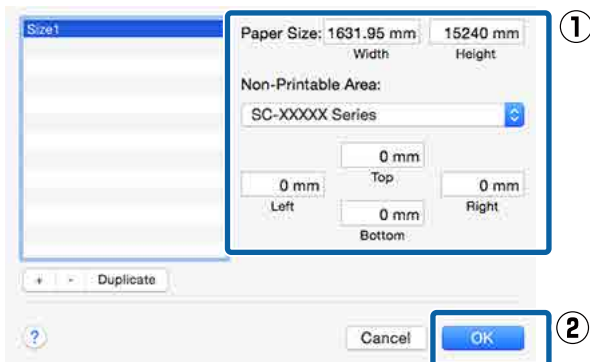 Size1
Paper Size: 1631.95 mm 15240 mm
Width Height
①
Non-Printable Area:
SC-XXXXX Series
0 mm
Top
0 mm 0 mm
Left Right
0 mm
Bottom
+ - Duplicate
? Cancel OK
②